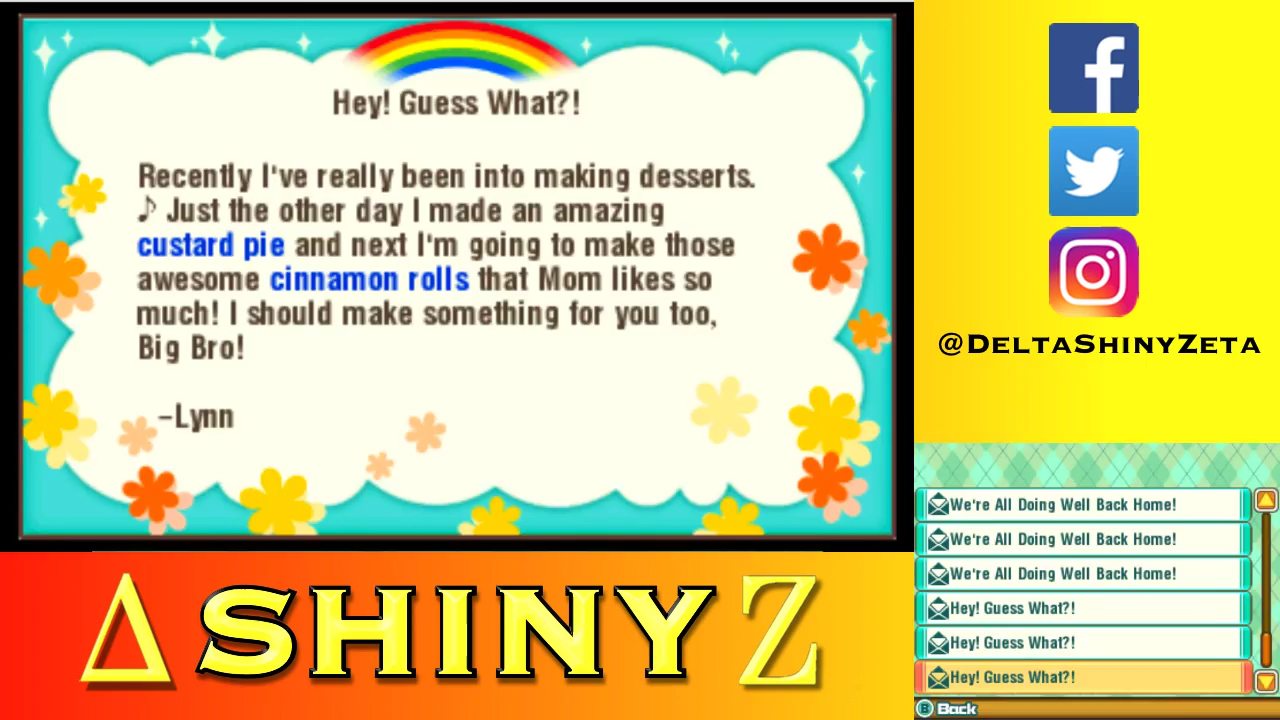 Hey! Guess What?!
Recently I've really been into making desserts.
♪ Just the other day I made an amazing
custard pie and next I'm going to make those
awesome cinnamon rolls that Mom likes so
much! I should make something for you too,
Big Bro!
–Lynn
@DeltaShinyZeta
We're All Doing Well Back Home!
We're All Doing Well Back Home!
We're All Doing Well Back Home!
Hey! Guess What?!
Hey! Guess What?!
Hey! Guess What?!
B Back
Δ SHINY Z